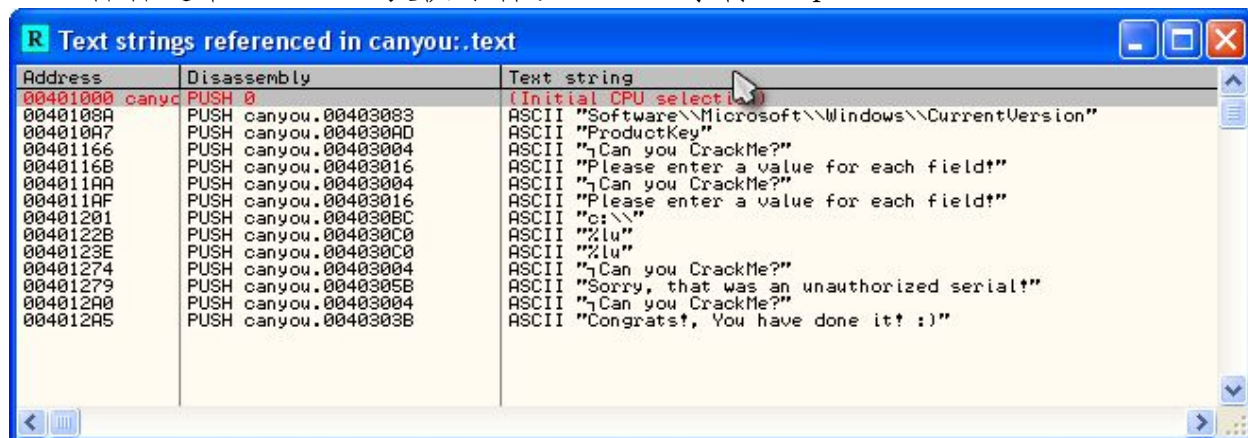 R Text strings referenced in canyou:.text
Address Disassembly Text string
00401000 canyc PUSH 0 (Initial CPU selecti
0040108A PUSH canyou.00403083 ASCII "Software\\Microsoft\\Windows\\CurrentVersion"
004010A7 PUSH canyou.004030AD ASCII "ProductKey"
00401166 PUSH canyou.00403004 ASCII "┐Can you CrackMe?"
0040116B PUSH canyou.00403016 ASCII "Please enter a value for each field!"
004011AA PUSH canyou.00403004 ASCII "┐Can you CrackMe?"
004011AF PUSH canyou.00403016 ASCII "Please enter a value for each field!"
00401201 PUSH canyou.004030BC ASCII "c:\\"
0040122B PUSH canyou.004030C0 ASCII "%lu"
0040123E PUSH canyou.004030C0 ASCII "%lu"
00401274 PUSH canyou.00403004 ASCII "┐Can you CrackMe?"
00401279 PUSH canyou.0040305B ASCII "Sorry, that was an unauthorized serial!"
004012A0 PUSH canyou.00403004 ASCII "┐Can you CrackMe?"
004012A5 PUSH canyou.0040303B ASCII "Congrats!, You have done it! :)"